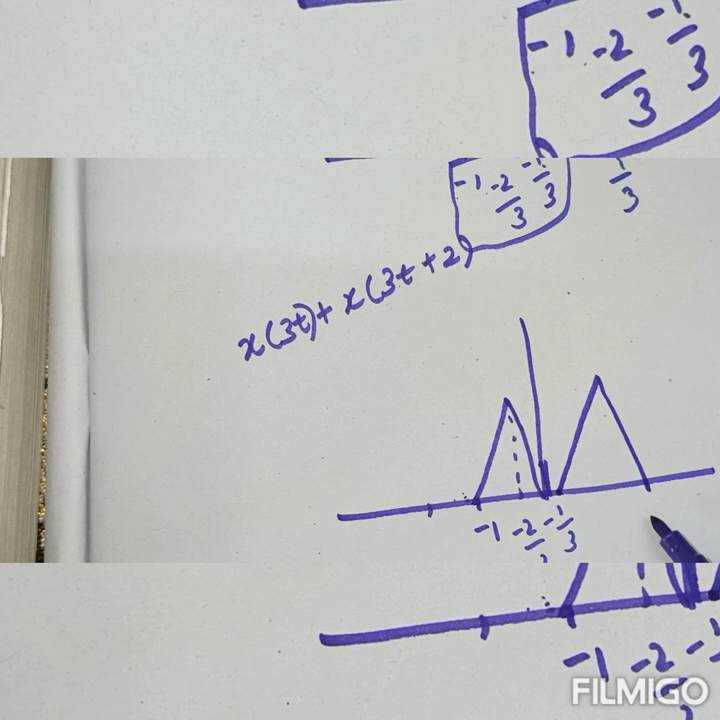 -1 -2/3 -1/3
-1 -2/3 -1/3 1/3
x(3t)+x(3t+2)
-1 -2/3 -1/3
-1 -2
FILMIGO